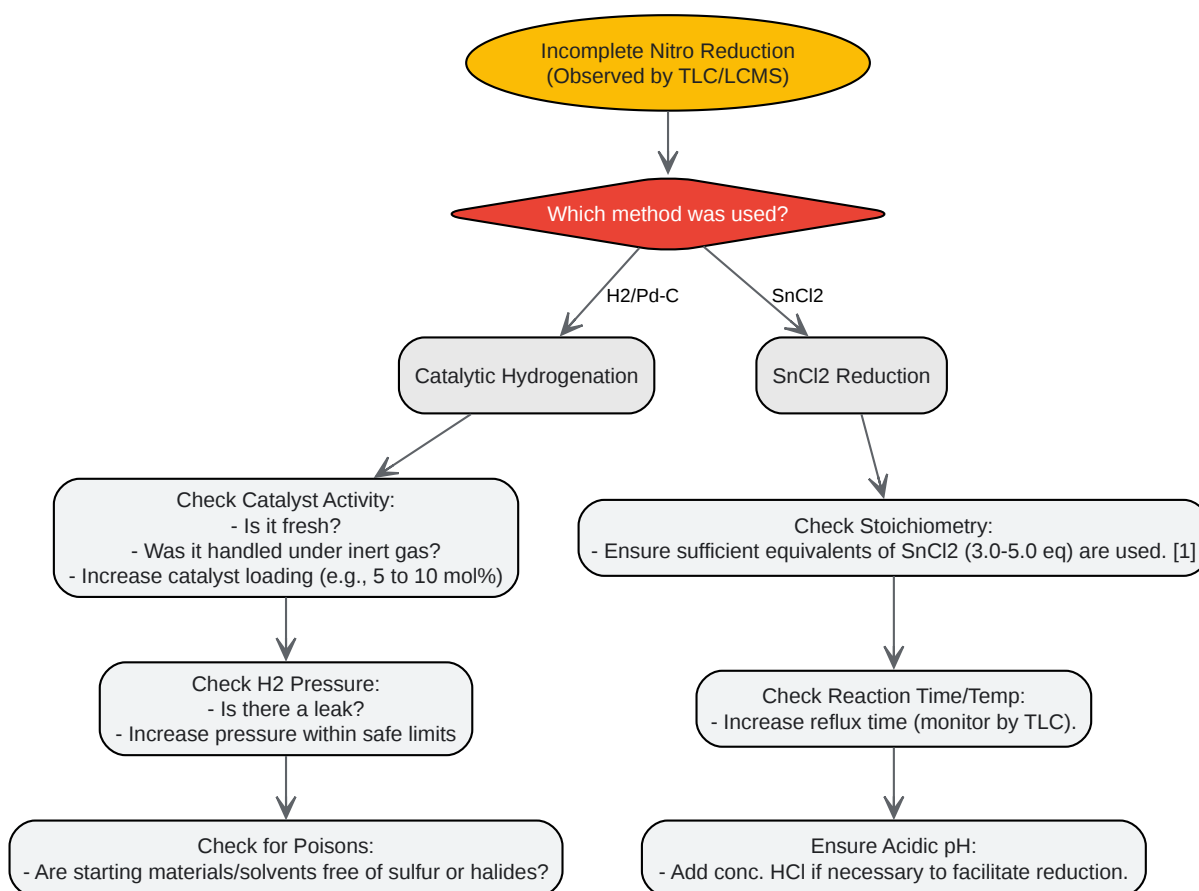 Incomplete Nitro Reduction
(Observed by TLC/LCMS)
Which method was used?
H2/Pd-C
SnCl2
Catalytic Hydrogenation
SnCl2 Reduction
Check Catalyst Activity:
- Is it fresh?
- Was it handled under inert gas?
- Increase catalyst loading (e.g., 5 to 10 mol%)
Check Stoichiometry:
- Ensure sufficient equivalents of SnCl2 (3.0-5.0 eq) are used. [1]
Check H2 Pressure:
- Is there a leak?
- Increase pressure within safe limits
Check Reaction Time/Temp:
- Increase reflux time (monitor by TLC).
Check for Poisons:
- Are starting materials/solvents free of sulfur or halides?
Ensure Acidic pH:
- Add conc. HCl if necessary to facilitate reduction.